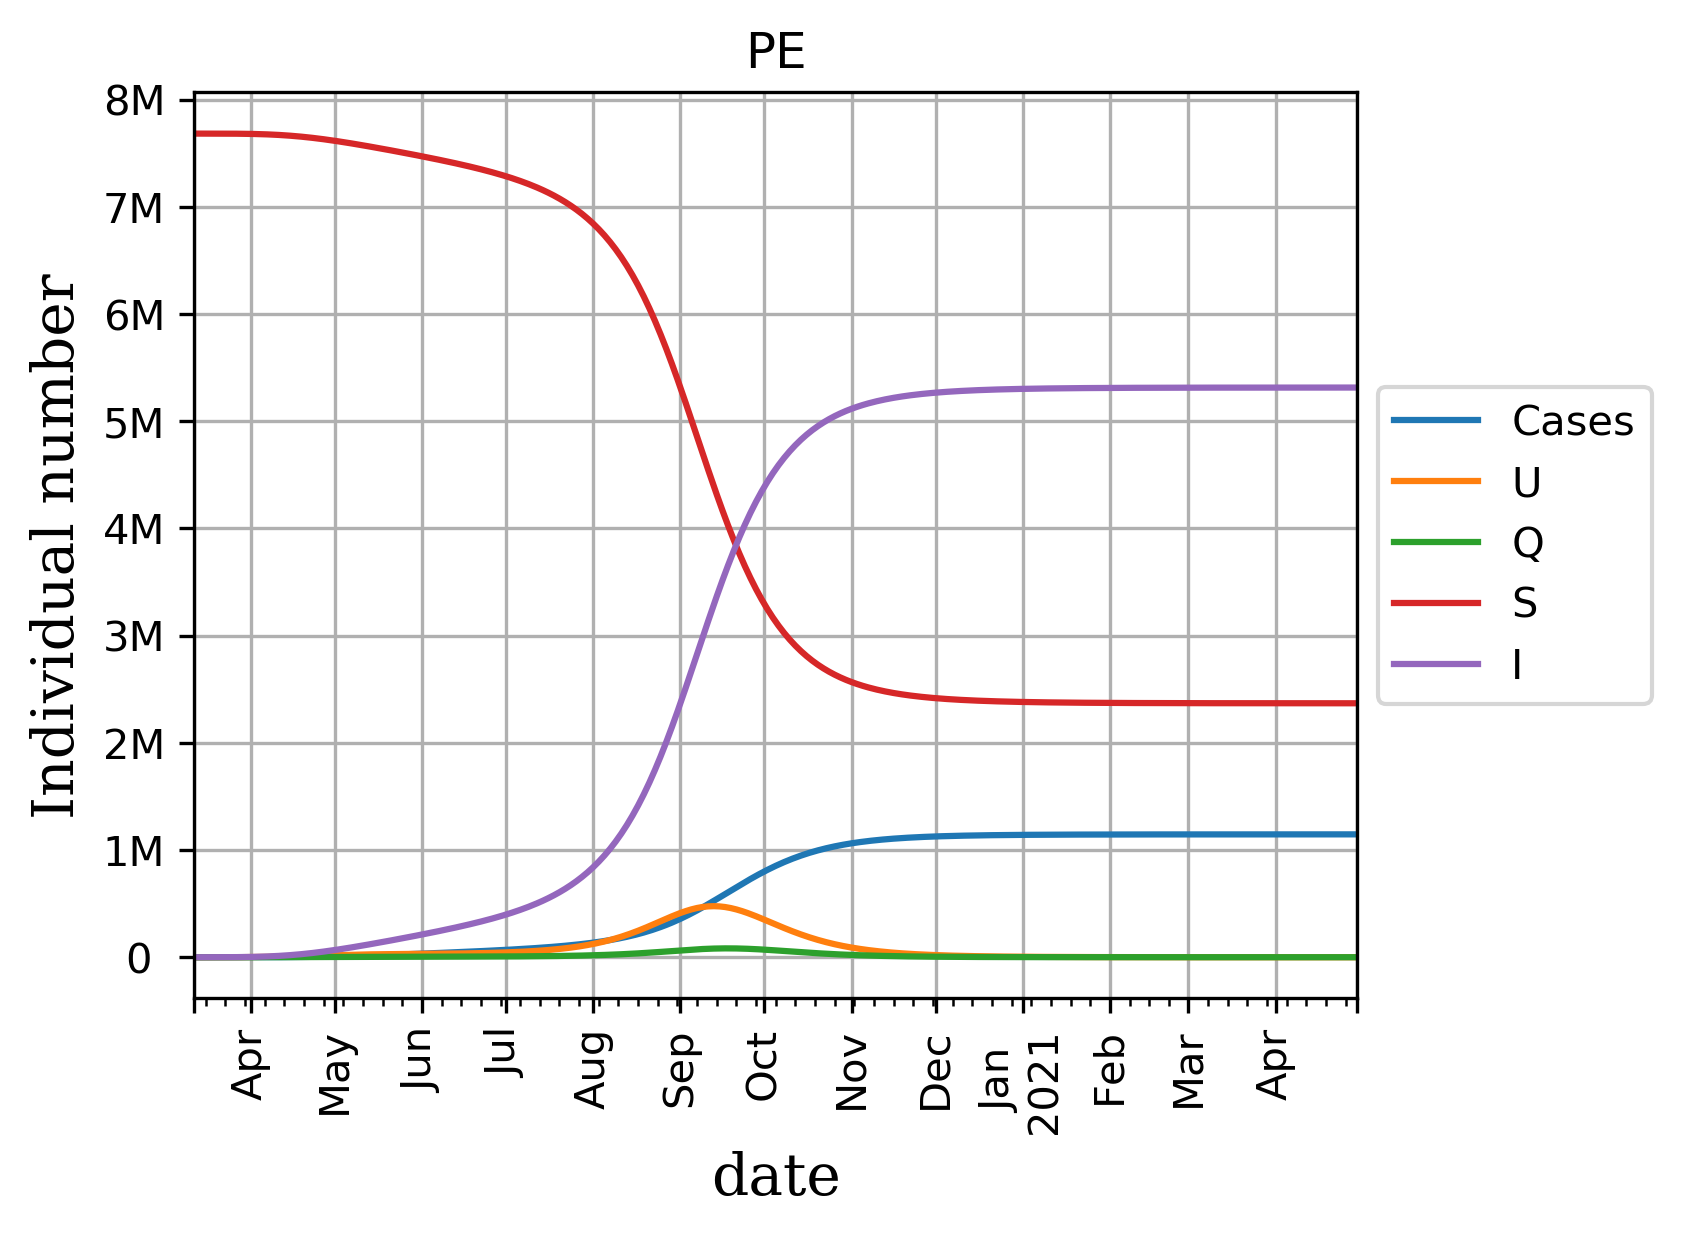 PE
8M
7M
6M
5M
4M
3M
2M
1M
0
Individual number
Apr
May
Jun
Jul
Aug
Sep
Oct
Nov
Dec
Jan
2021
Feb
Mar
Apr
date
Cases
U
Q
S
I